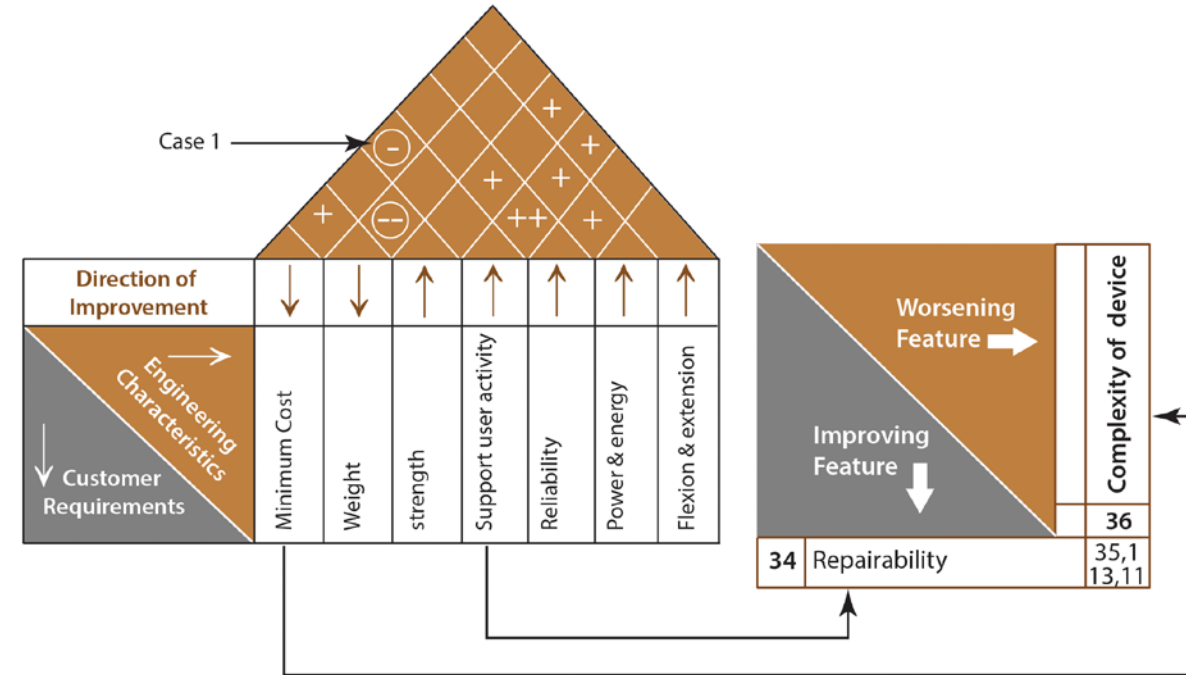 Case 1
+
+
-
+
+
+
--
++
+
Direction of
Improvement
Engineering
Characteristics
Customer
Requirements
Minimum Cost
Weight
strength
Support user activity
Reliability
Power & energy
Flexion & extension
Worsening
Feature
Improving
Feature
Complexity of device
36
34 Repairability
35,1
13,11